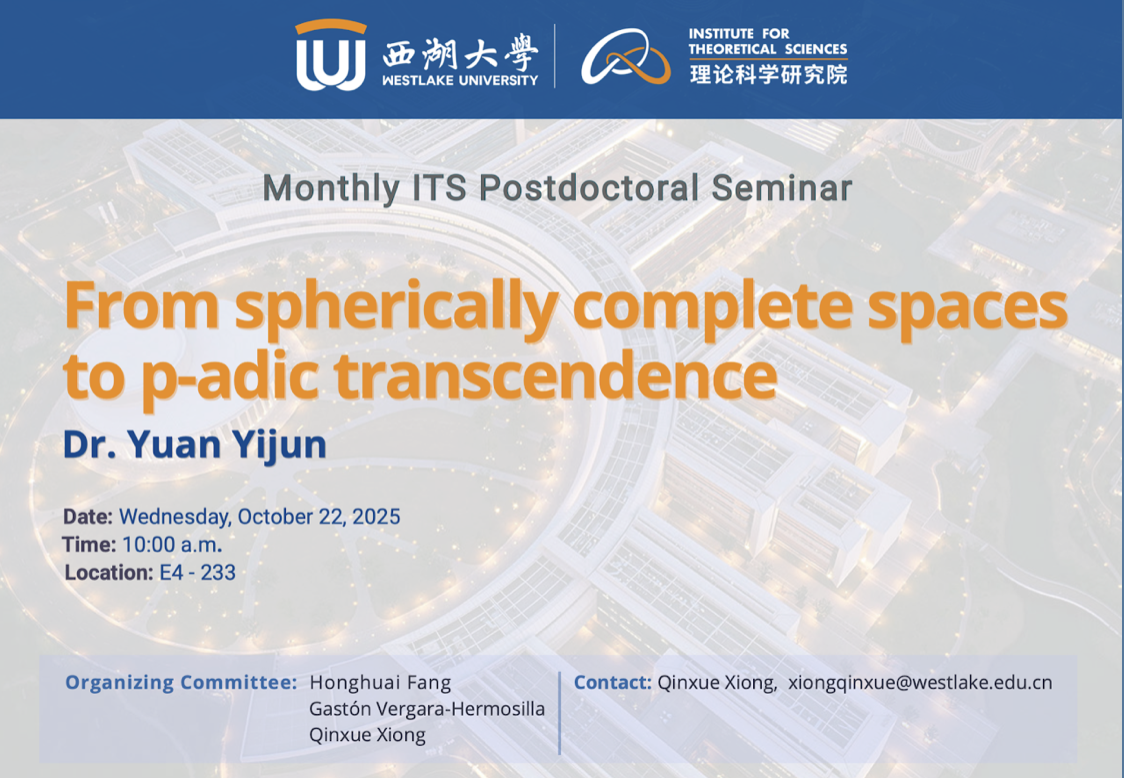 西湖大學
WESTLAKE UNIVERSITY
INSTITUTE FOR
THEORETICAL SCIENCES
理论科学研究院
Monthly ITS Postdoctoral Seminar
From spherically complete spaces
to p-adic transcendence
Dr. Yuan Yijun
Date: Wednesday, October 22, 2025
Time: 10:00 a.m.
Location: E4 - 233
Organizing Committee: Honghuai Fang
Gastón Vergara-Hermosilla
Qinxue Xiong
Contact: Qinxue Xiong, xiongqinxue@westlake.edu.cn